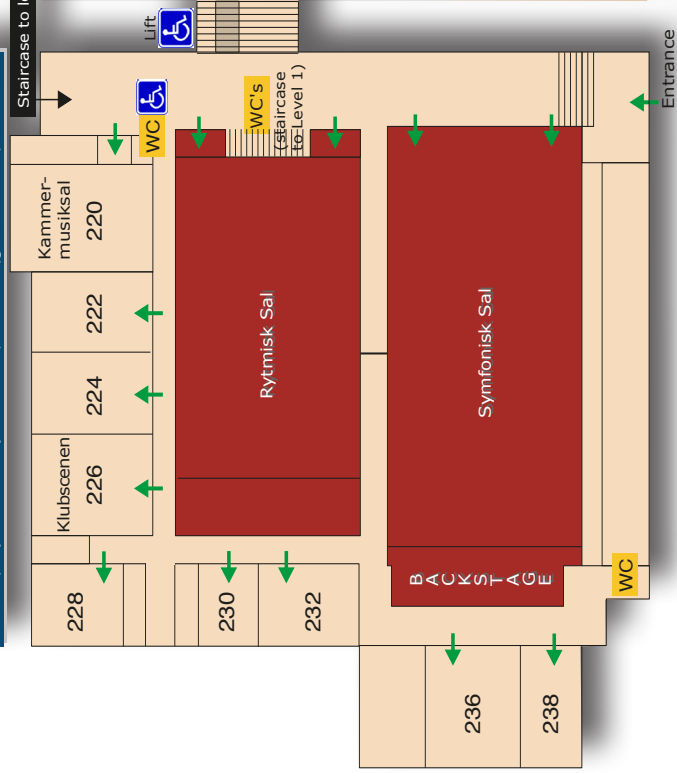 Staircase to
Lift
Entrance
WC
WC's
(staircase
to Level 1)
Kammer-
musiksal
220
222
224
Klubscenen
226
228
230
232
Rytmisk Sal
Symfonisk Sal
BACKSTAGE
WC
236
238